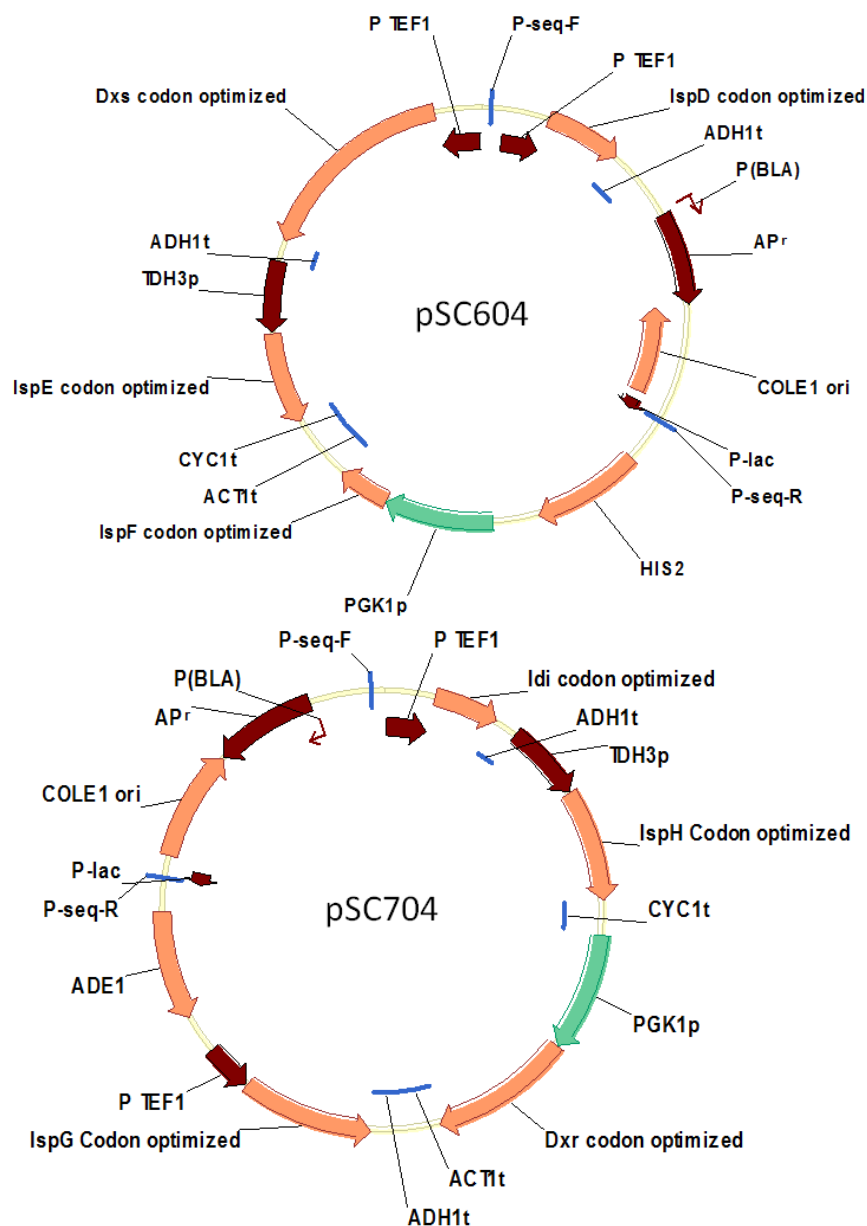 P TEF1
P-seq-F
P TEF1
Dxs codon optimized
IspD codon optimized
ADH1t
P(BLA)
APr
ADH1t
TDH3p
pSC604
IspE codon optimized
COLE1 ori
CYC1t
P-lac
ACT1t
P-seq-R
IspF codon optimized
HIS2
PGK1p
P-seq-F
P TEF1
P(BLA)
Idi codon optimized
APr
ADH1t
TDH3p
COLE1 ori
IspH Codon optimized
P-lac
pSC704
CYC1t
P-seq-R
ADE1
PGK1p
P TEF1
IspG Codon optimized
Dxr codon optimized
ACT1t
ADH1t